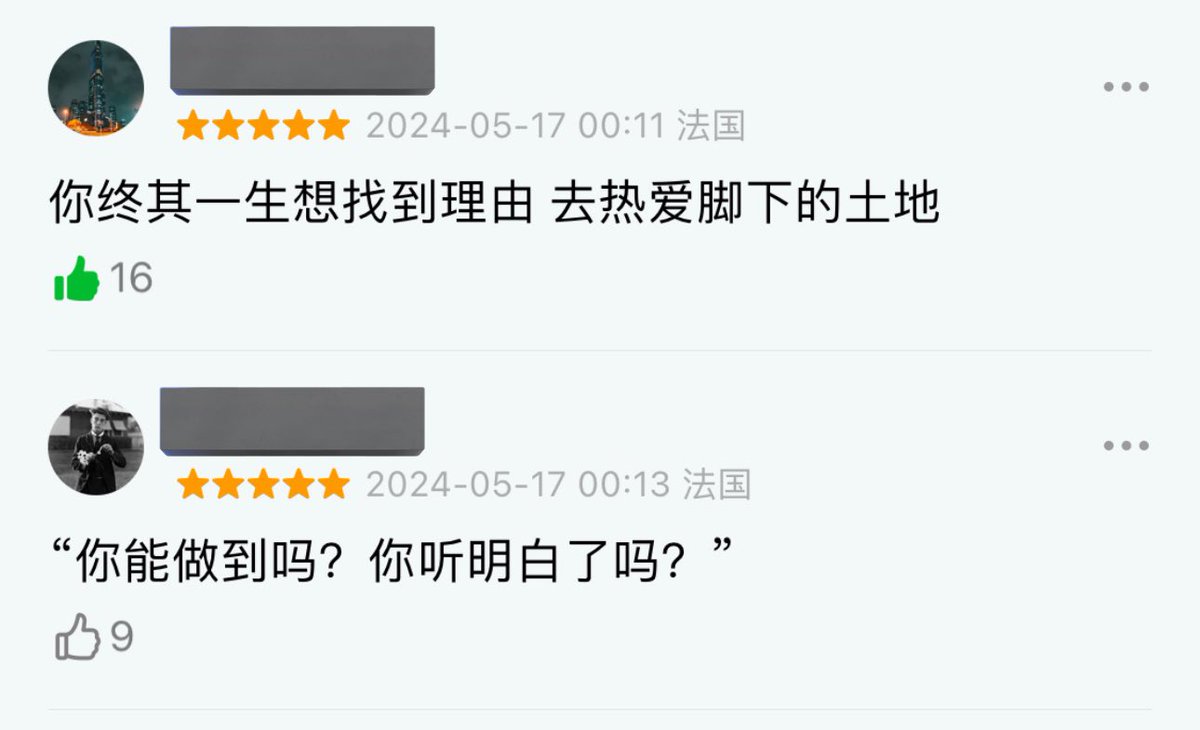 2024-05-17 00:11 法国
你终其一生想找到理由 去热爱脚下的土地
16
2024-05-17 00:13 法国
“你能做到吗？你听明白了吗？”
9